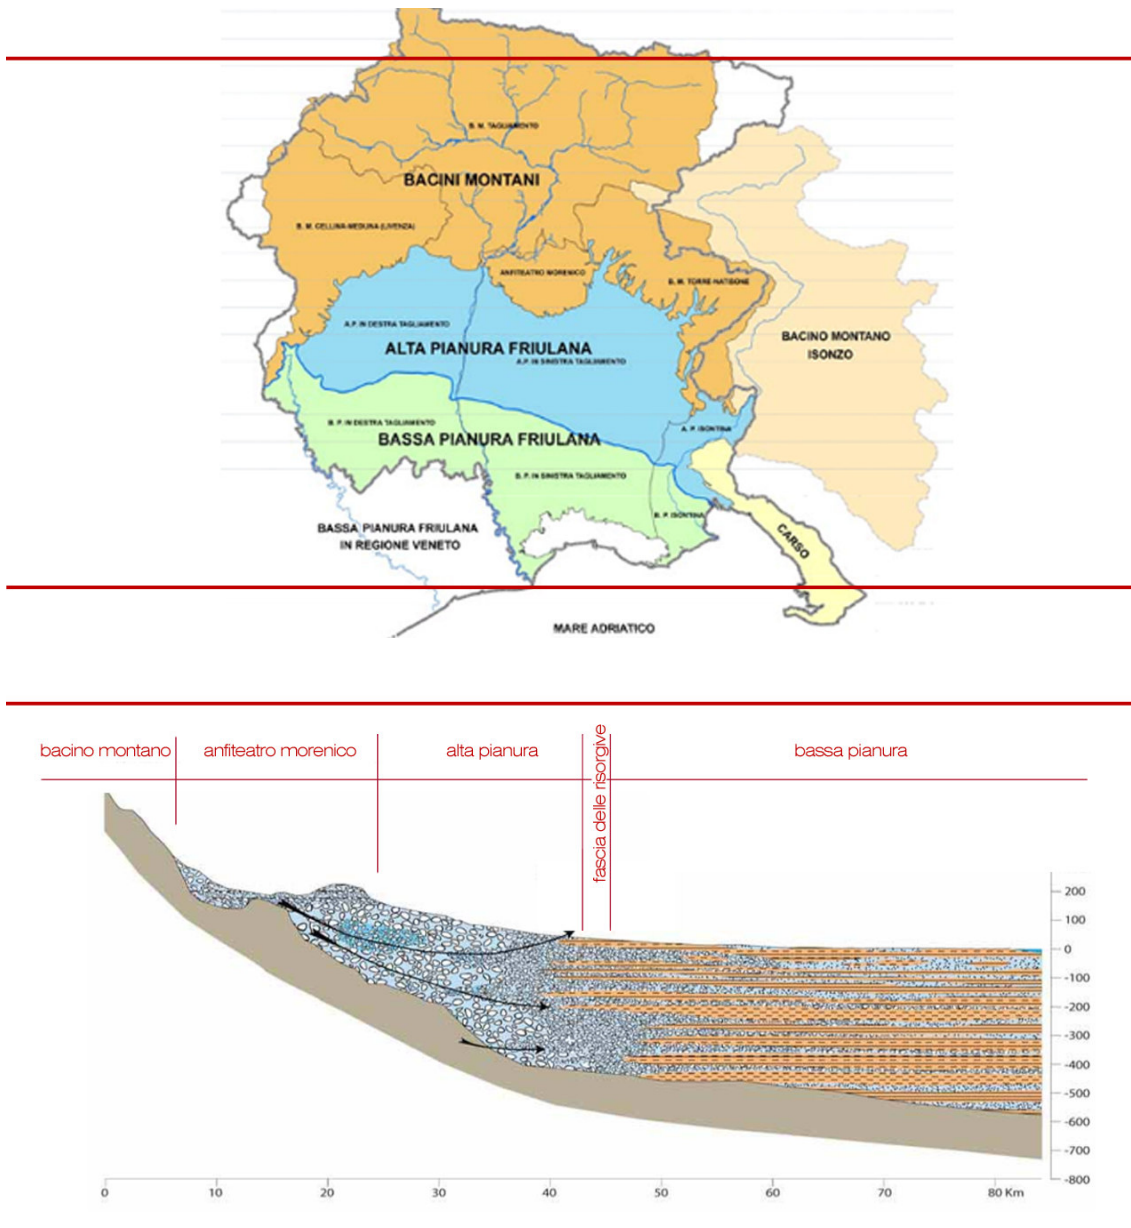 B. M. TAGLIAMENTO
BACINI MONTANI
B. M. CELLINA-MEDUNA (LIVENZA)
ANFITEATRO MORENICO
B. M. TORRE-NATISONE
A.P. IN DESTRA TAGLIAMENTO
ALTA PIANURA FRIULANA
A.P. IN SINISTRA TAGLIAMENTO
BACINO MONTANO
ISONZO
B. P. IN DESTRA TAGLIAMENTO
BASSA PIANURA FRIULANA
A. P. ISONTINA
B. P. IN SINISTRA TAGLIAMENTO
B. P. ISONTINA
BASSA PIANURA FRIULANA
IN REGIONE VENETO
CARSO
MARE ADRIATICO
bacino montano
anfiteatro morenico
alta pianura
fascia delle risorgive
bassa pianura
200
100
0
-100
-200
-300
-400
-500
-600
-700
-800
0 10 20 30 40 50 60 70 80 Km